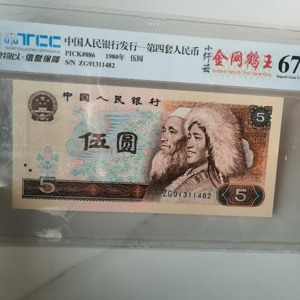 TCC
中国人民银行发行—第四套人民币
PICK#886 1980年 伍圆
S/N ZG91311482
金网鹤王
67
中国人民银行
伍圆
5
ZG91311482
5
5